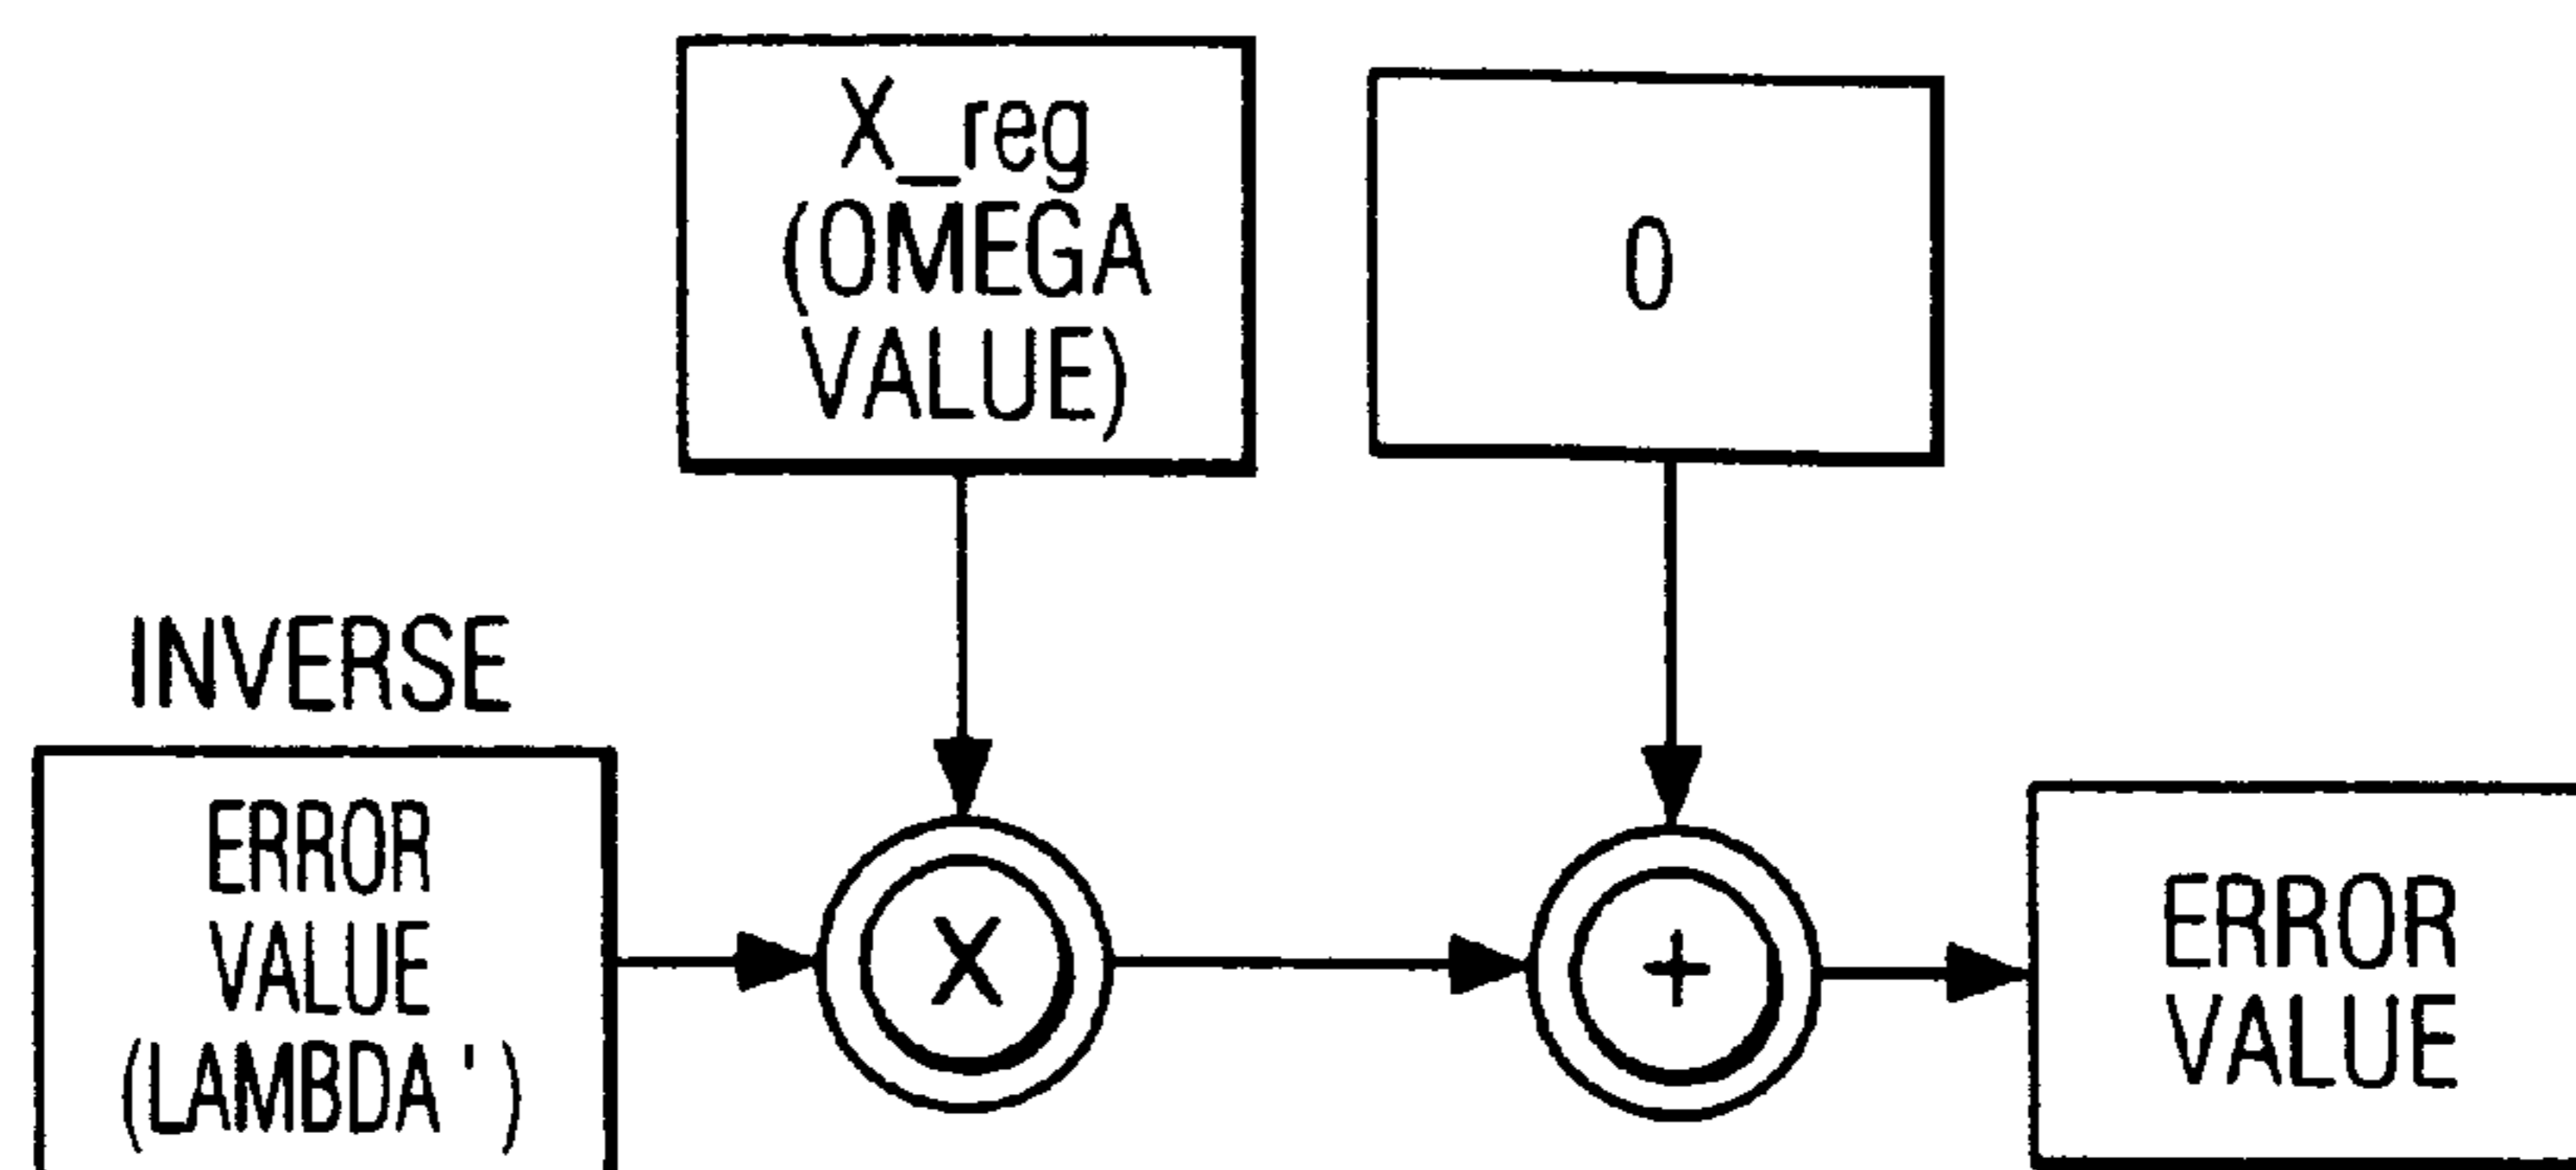 X_reg
(OMEGA
VALUE)
0
INVERSE
ERROR
VALUE
(LAMBDA')
X
+
ERROR
VALUE